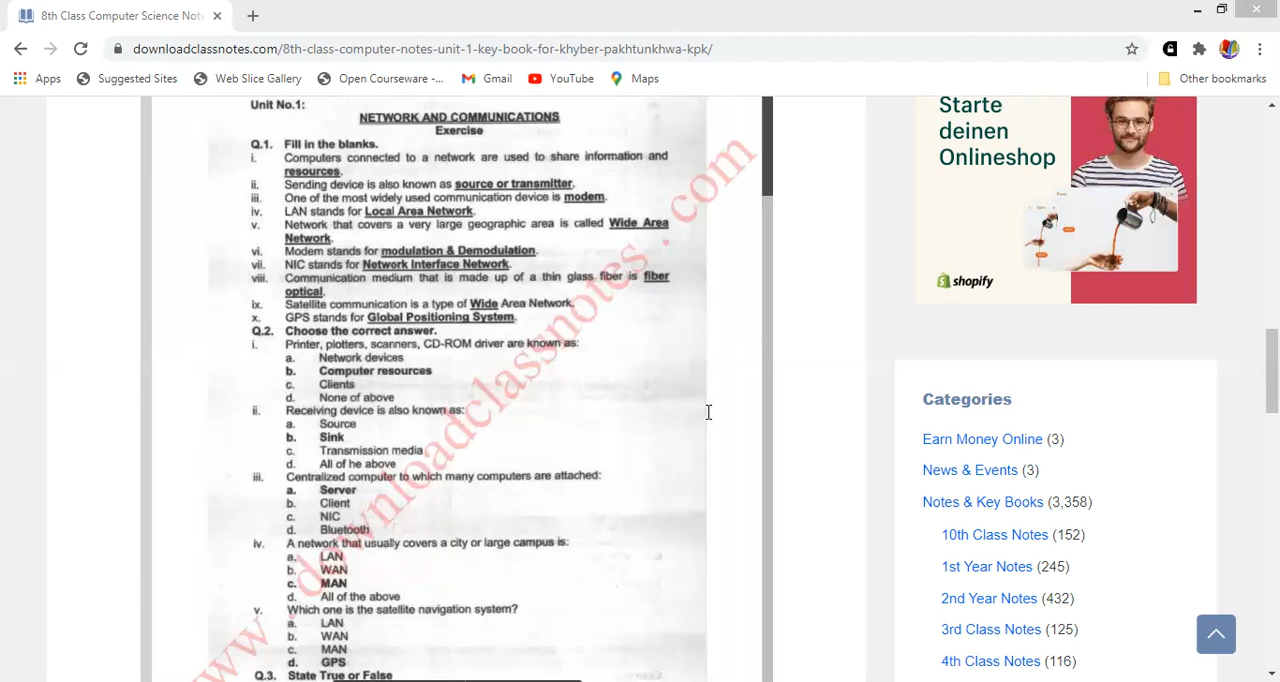 8th Class Computer Science Not
downloadclassnotes.com/8th-class-computer-notes-unit-1-key-book-for-khyber-pakhtunkhwa-kpk/
Apps Suggested Sites Web Slice Gallery Open Courseware -... Gmail YouTube Maps Other bookmarks
Unit No.1:
NETWORK AND COMMUNICATIONS
Exercise
Q.1. Fill in the blanks.
i. Computers connected to a network are used to share information and
resources.
ii. Sending device is also known as source or transmitter.
iii. One of the most widely used communication device is modem.
iv. LAN stands for Local Area Network.
v. Network that covers a very large geographic area is called Wide Area
Network.
vi. Modem stands for modulation & Demodulation.
vii. NIC stands for Network Interface Network.
viii. Communication medium that is made up of a thin glass fiber is fiber
optical.
ix. Satellite communication is a type of Wide Area Network.
x. GPS stands for Global Positioning System.
Q.2. Choose the correct answer.
i. Printer, plotters, scanners, CD-ROM driver are known as:
a. Network devices
b. Computer resources
c. Clients
d. None of above
ii. Receiving device is also known as:
a. Source
b. Sink
c. Transmission media
d. All of he above
iii. Centralized computer to which many computers are attached:
a. Server
b. Client
c. NIC
d. Bluetooth
iv. A network that usually covers a city or large campus is:
a. LAN
b. WAN
c. MAN
d. All of the above
v. Which one is the satellite navigation system?
a. LAN
b. WAN
c. MAN
d. GPS
Q.3. State True or False
www.downloadclassnotes.com
Starte
deinen
Onlineshop
shopify
Categories
Earn Money Online (3)
News & Events (3)
Notes & Key Books (3,358)
10th Class Notes (152)
1st Year Notes (245)
2nd Year Notes (432)
3rd Class Notes (125)
4th Class Notes (116)